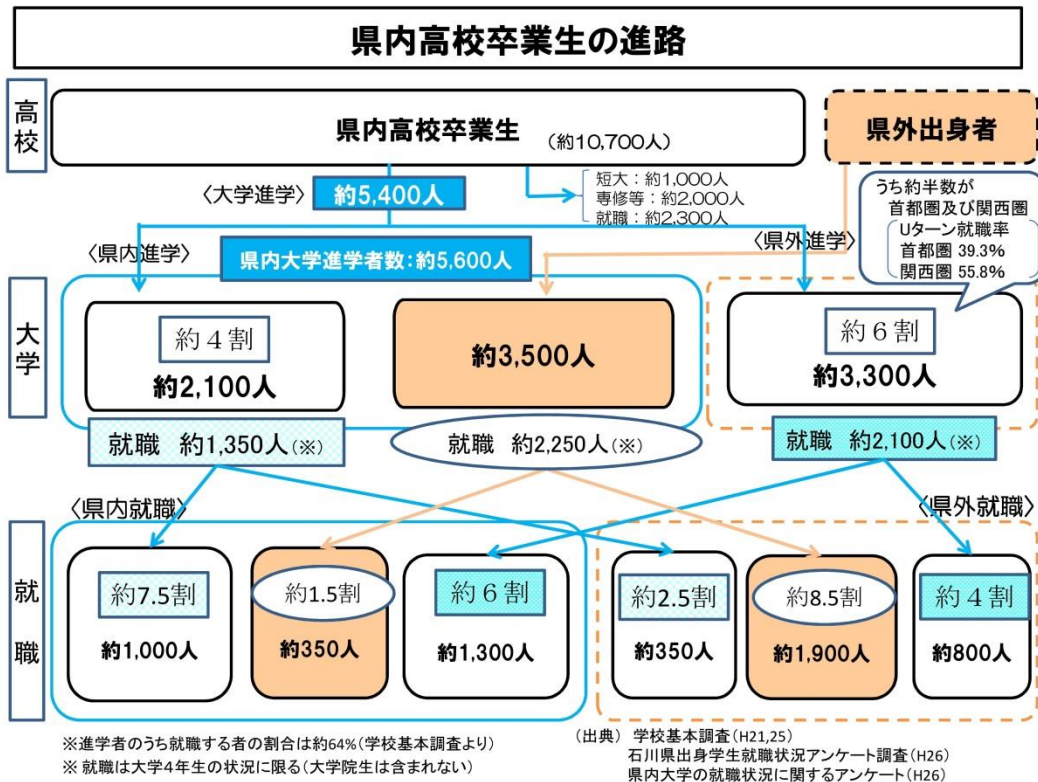 県内高校卒業生の進路
高校
県内高校卒業生 (約10,700人)
県外出身者
〈大学進学〉
約5,400人
短大：約1,000人
専修等：約2,000人
就職：約2,300人
うち約半数が
首都圏及び関西圏
Uターン就職率
首都圏 39.3%
関西圏 55.8%
〈県内進学〉
県内大学進学者数：約5,600人
〈県外進学〉
大学
約４割
約2,100人
約3,500人
約６割
約3,300人
就職 約1,350人(※)
就職 約2,250人(※)
就職 約2,100人(※)
〈県内就職〉
〈県外就職〉
就職
約7.5割
約1,000人
約1.5割
約350人
約６割
約1,300人
約2.5割
約350人
約8.5割
約1,900人
約４割
約800人
※進学者のうち就職する者の割合は約64%(学校基本調査より)
※ 就職は大学4年生の状況に限る(大学院生は含まれない)
(出典) 学校基本調査(H21,25)
石川県出身学生就職状況アンケート調査(H26)
県内大学の就職状況に関するアンケート(H26)